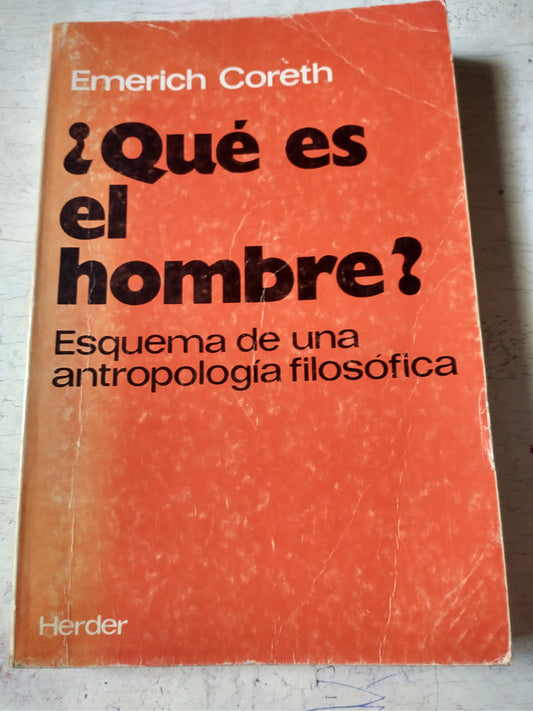 Emerich Coreth
¿Qué es
el
hombre?
Esquema de una
antropología filosófica
Herder